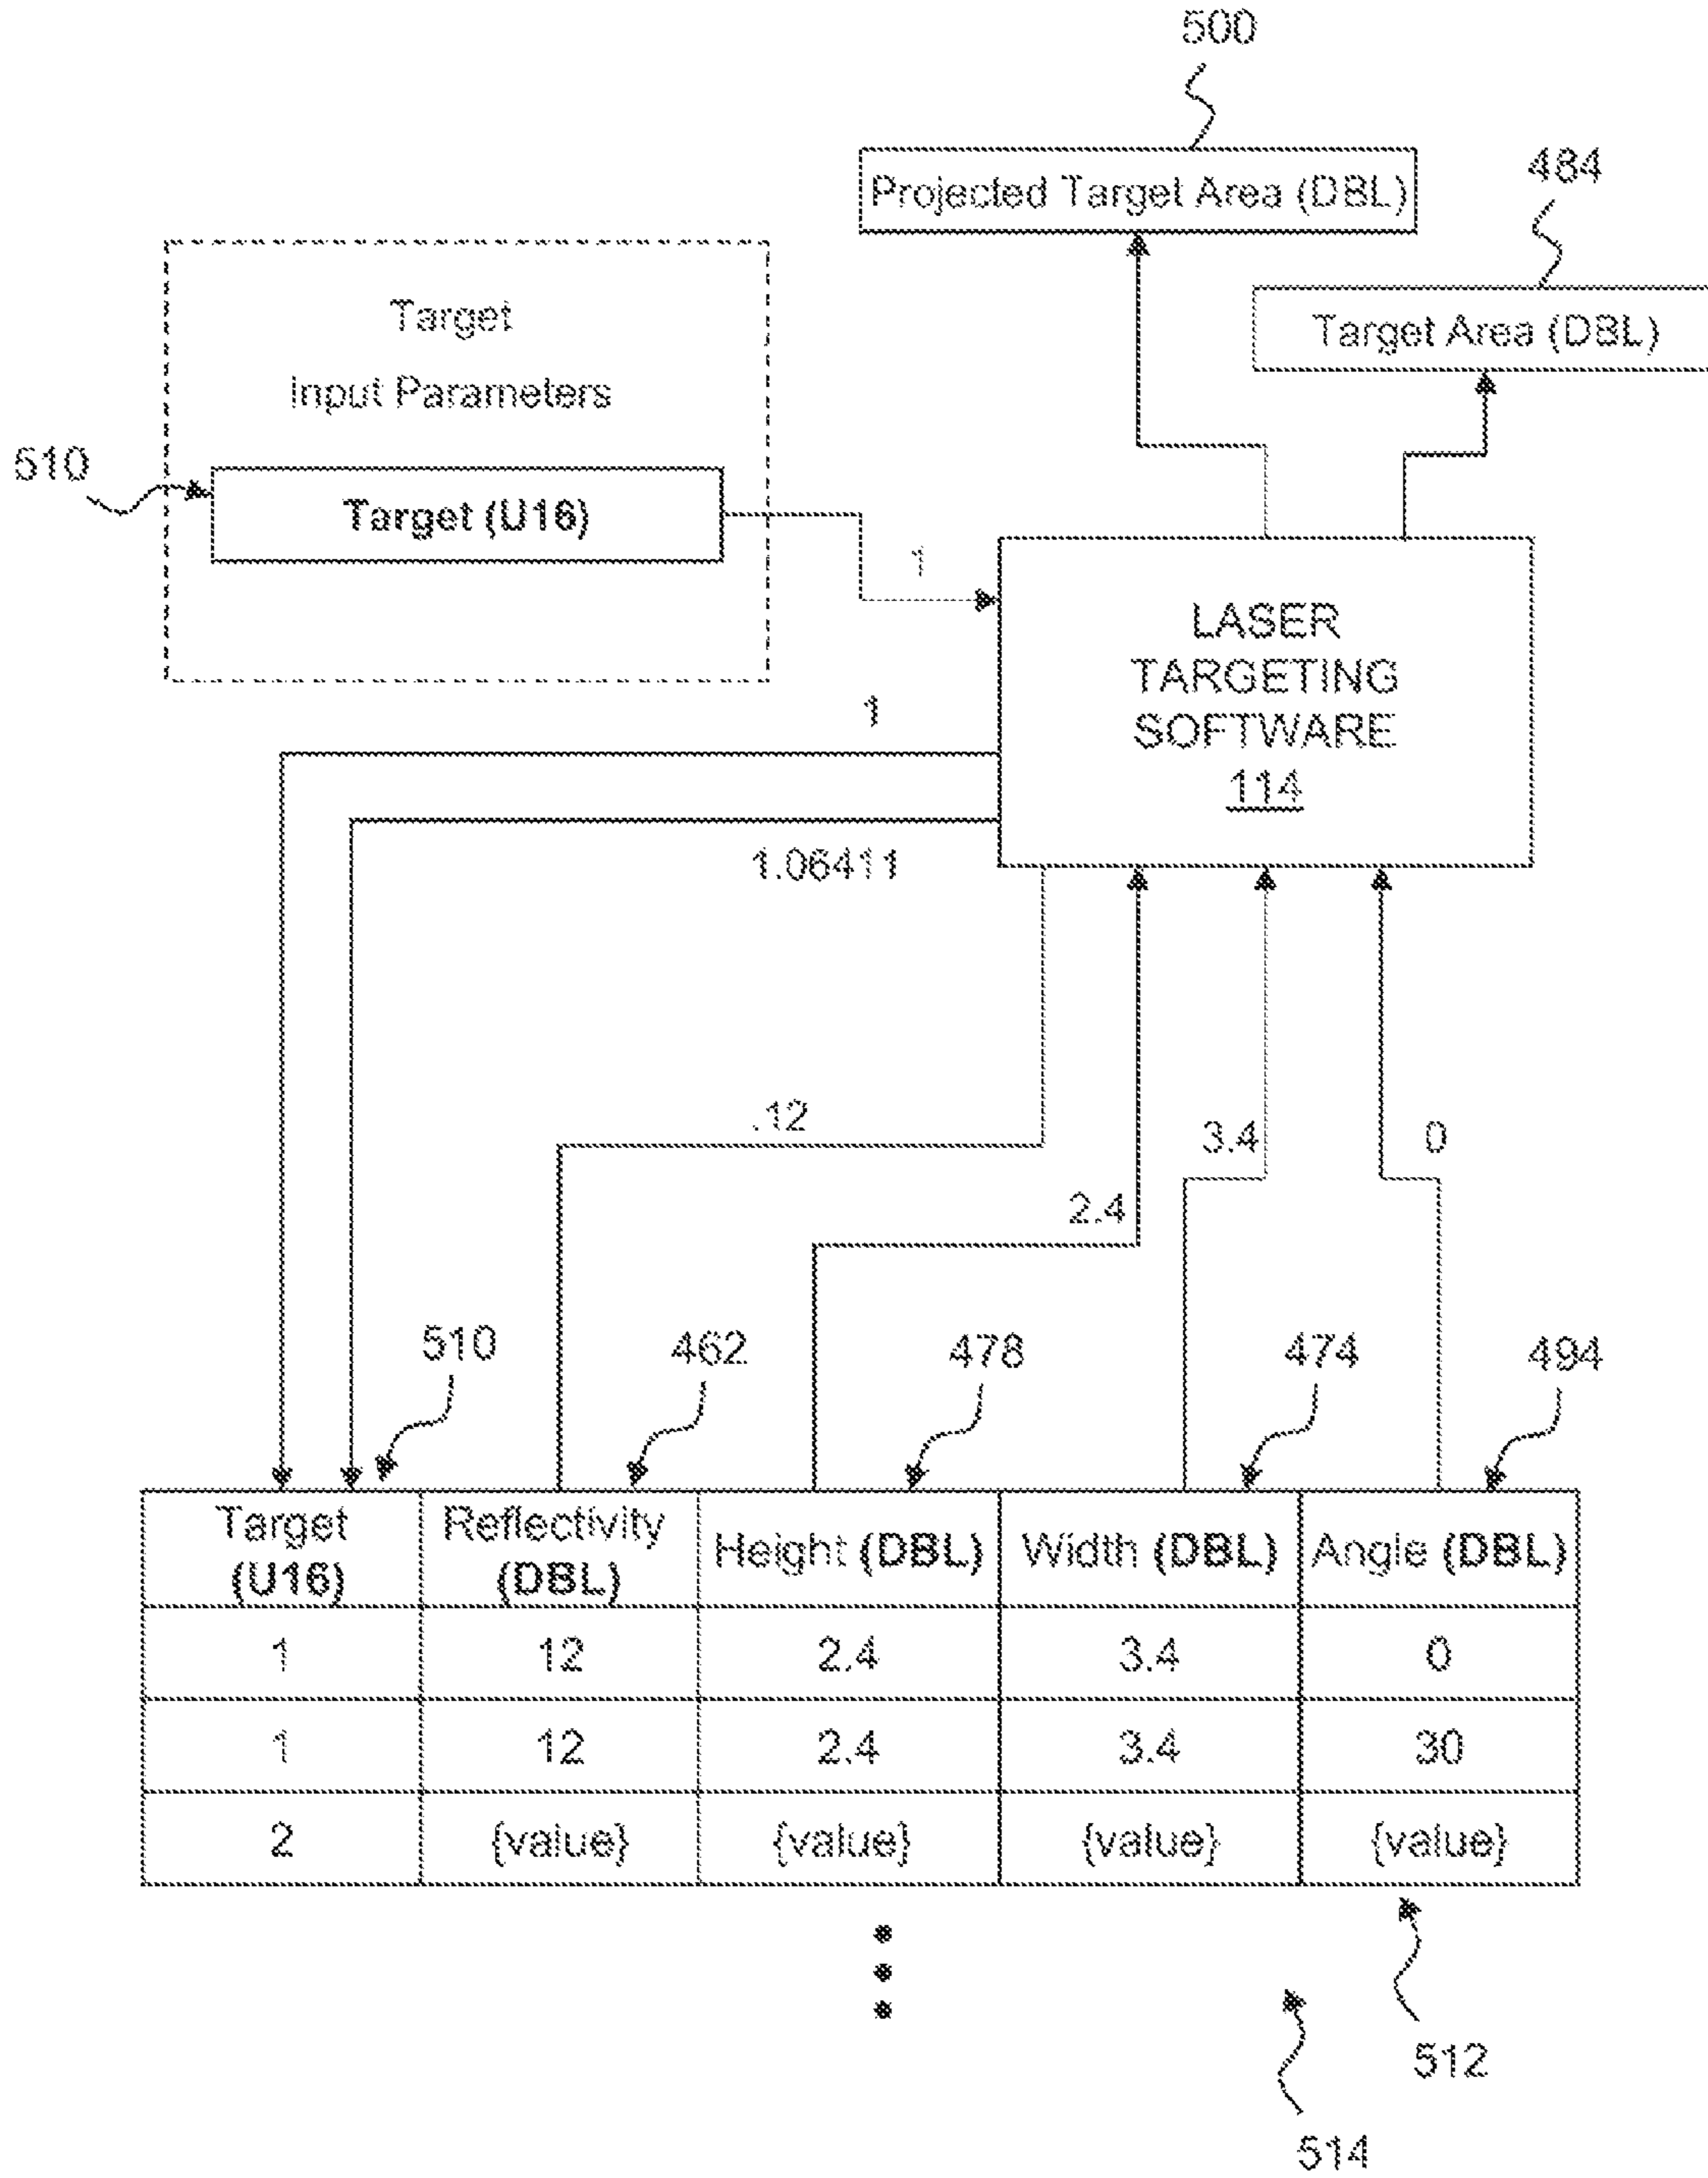 500
Projected Target Area (DBL)
484
Target Area (DBL)
Target
Input Parameters
510
Target (U16)
1
LASER
TARGETING
SOFTWARE
114
1
1.06411
.12
3.4
0
2.4
510
462
478
474
494
Target
(U16)
Reflectivity
(DBL)
Height (DBL)
Width (DBL)
Angle (DBL)
1
12
2.4
3.4
0
1
12
2.4
3.4
30
2
{value}
{value}
{value}
{value}
512
514